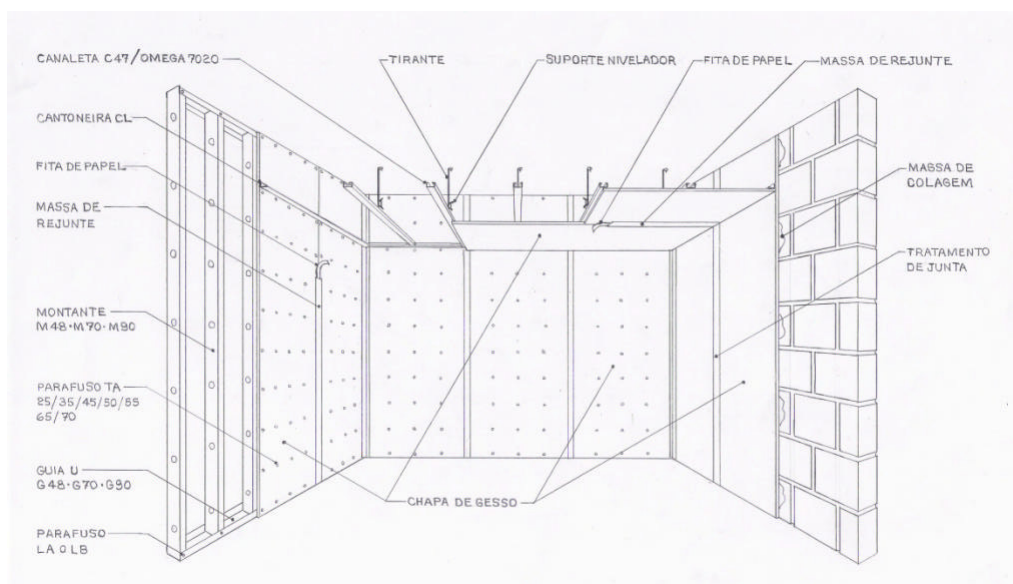 CANALETA C47/OMEGA 7020
TIRANTE
SUPORTE NIVELADOR
FITA DE PAPEL
MASSA DE REJUNTE
CANTONEIRA CL
FITA DE PAPEL
MASSA DE
REJUNTE
MONTANTE
M48·M70·M90
PARAFUSO TA
25/35/45/50/55
65/70
GUIA U
G48·G70·G90
PARAFUSO
LA O LB
CHAPA DE GESSO
MASSA DE
COLAGEM
TRATAMENTO
DE JUNTA